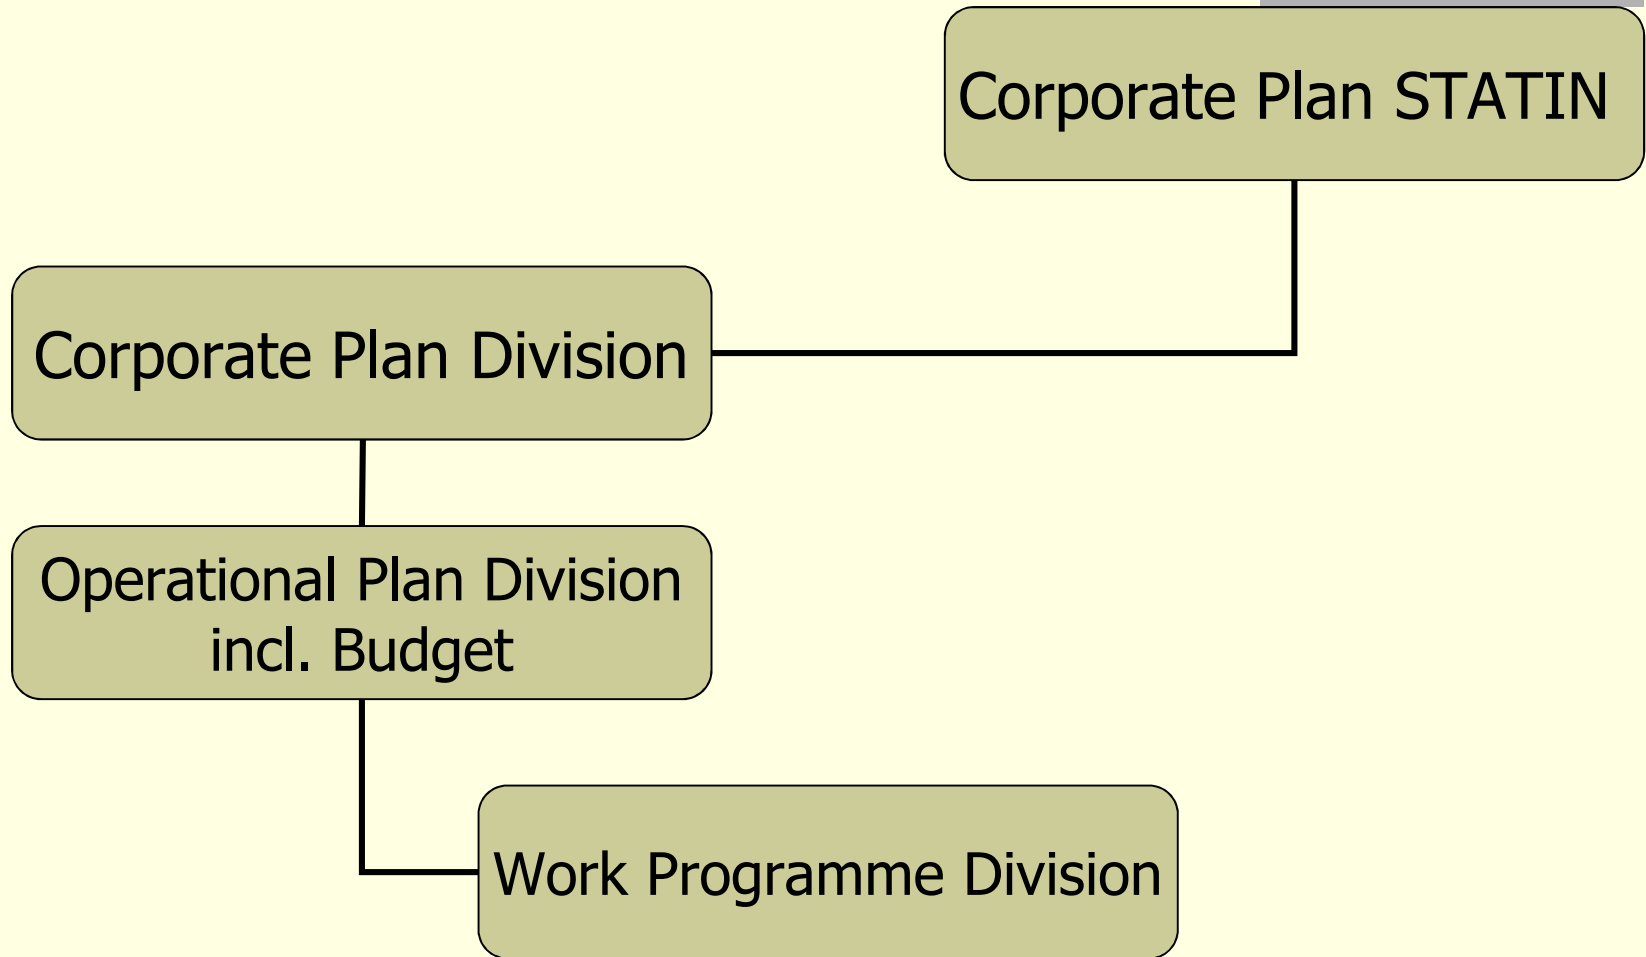 Corporate Plan STATIN
Corporate Plan Division
Operational Plan Division
incl. Budget
Work Programme Division